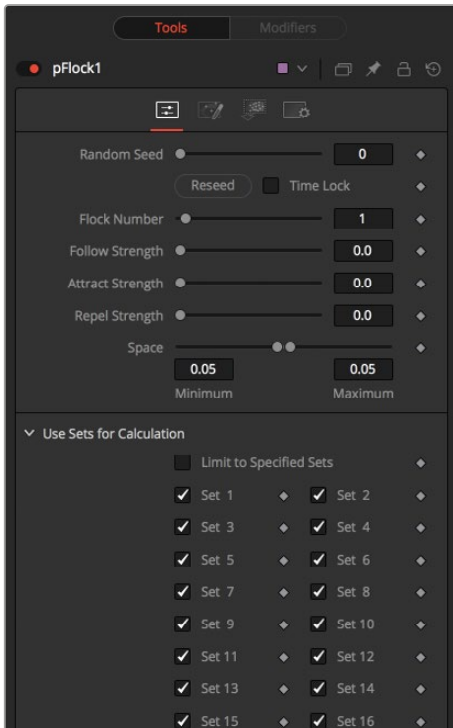 Tools Modifiers
pFlock1
Random Seed 0
Reseed Time Lock
Flock Number 1
Follow Strength 0.0
Attract Strength 0.0
Repel Strength 0.0
Space
0.05 0.05
Minimum Maximum
Use Sets for Calculation
Limit to Specified Sets
Set 1 Set 2
Set 3 Set 4
Set 5 Set 6
Set 7 Set 8
Set 9 Set 10
Set 11 Set 12
Set 13 Set 14
Set 15 Set 16